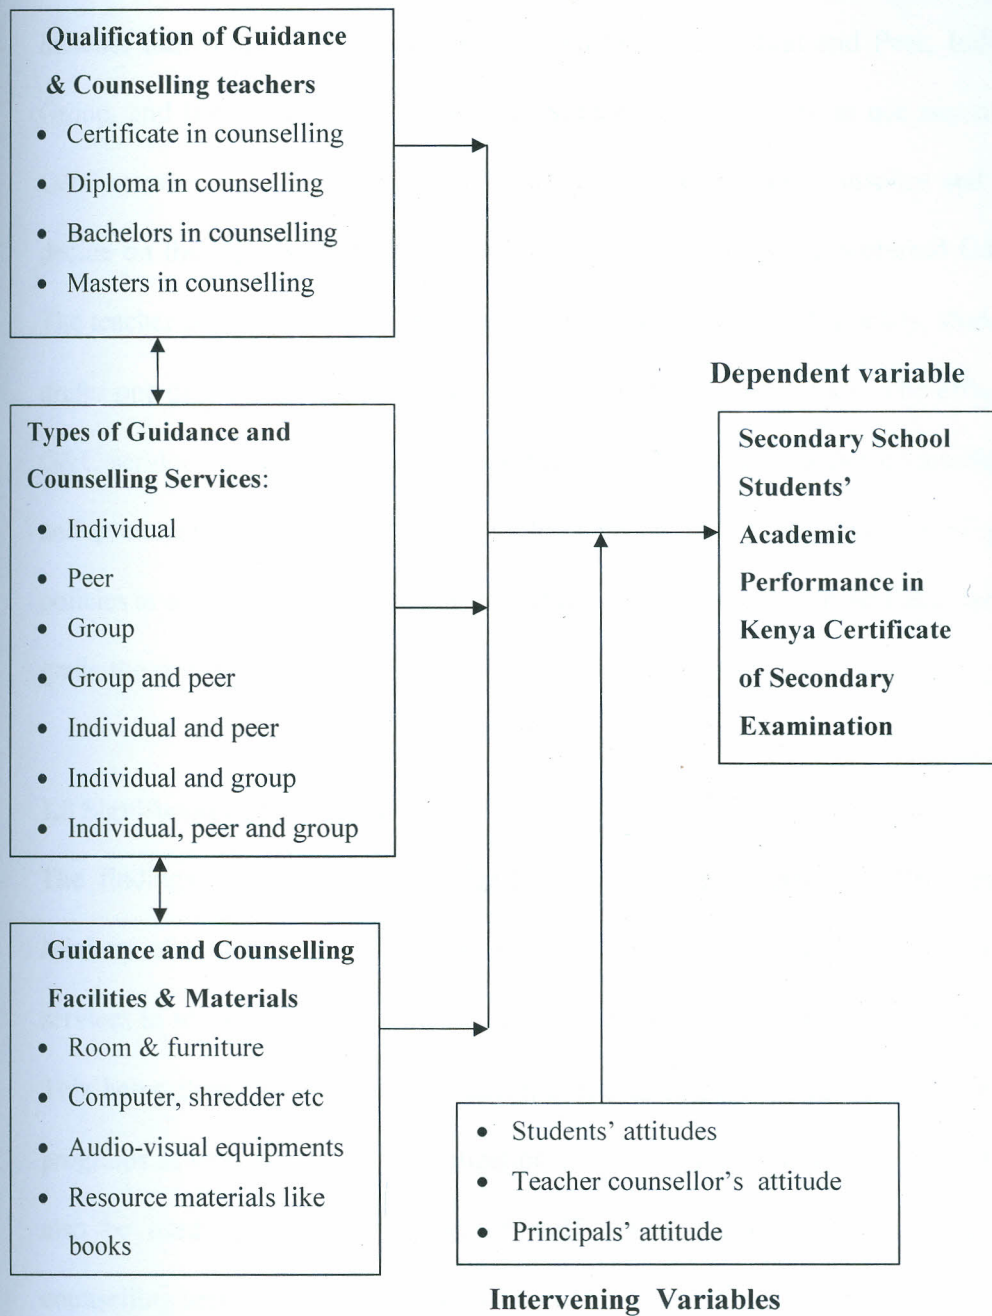 Qualification of Guidance
& Counselling teachers
• Certificate in counselling
• Diploma in counselling
• Bachelors in counselling
• Masters in counselling
Types of Guidance and
Counselling Services:
• Individual
• Peer
• Group
• Group and peer
• Individual and peer
• Individual and group
• Individual, peer and group
Guidance and Counselling
Facilities & Materials
• Room & furniture
• Computer, shredder etc
• Audio-visual equipments
• Resource materials like
books
Dependent variable
Secondary School
Students’
Academic
Performance in
Kenya Certificate
of Secondary
Examination
• Students’ attitudes
• Teacher counsellor’s attitude
• Principals’ attitude
Intervening Variables